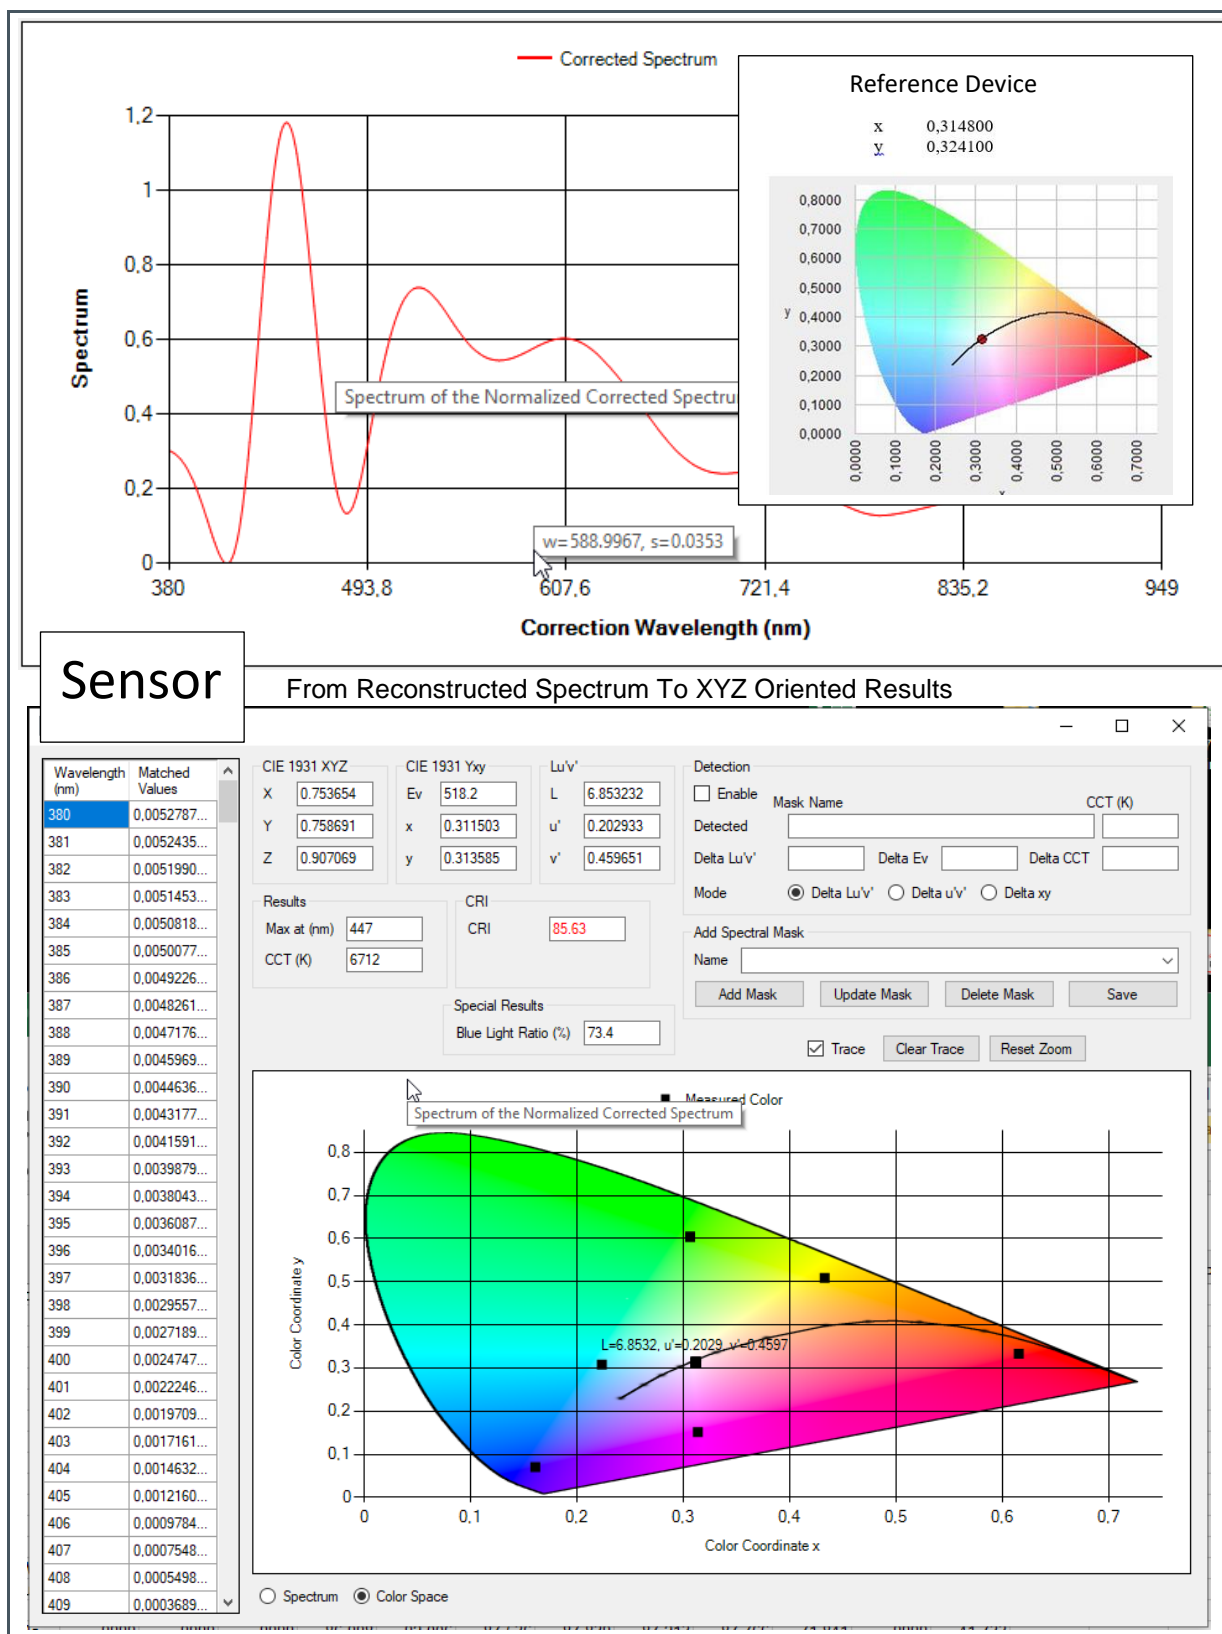 Corrected Spectrum
Reference Device
x 0,314800
y 0,324100
1,2
1
0,8
0,6
0,4
0,2
0
Spectrum
Spectrum of the Normalized Corrected Spectru
w=588.9967, s=0.0353
380 493,8 607,6 721,4 835,2 949
Correction Wavelength (nm)
0,8000
0,7000
0,6000
0,5000
y 0,4000
0,3000
0,2000
0,1000
0,0000
0,0000 0,1000 0,2000 0,3000 0,4000 0,5000 0,6000 0,7000
Sensor
From Reconstructed Spectrum To XYZ Oriented Results
Wavelength (nm) Matched Values
380 0,0052787...
381 0,0052435...
382 0,0051990...
383 0,0051453...
384 0,0050818...
385 0,0050077...
386 0,0049226...
387 0,0048261...
388 0,0047176...
389 0,0045969...
390 0,0044636...
391 0,0043177...
392 0,0041591...
393 0,0039879...
394 0,0038043...
395 0,0036087...
396 0,0034016...
397 0,0031836...
398 0,0029557...
399 0,0027189...
400 0,0024747...
401 0,0022246...
402 0,0019709...
403 0,0017161...
404 0,0014632...
405 0,0012160...
406 0,0009784...
407 0,0007548...
408 0,0005498...
409 0,0003689...
CIE 1931 XYZ
X 0.753654
Y 0.758691
Z 0.907069
CIE 1931 Yxy
Ev 518.2
x 0.311503
y 0.313585
Lu'v'
L 6.853232
u' 0.202933
v' 0.459651
Results
Max at (nm) 447
CCT (K) 6712
CRI
CRI 85.63
Special Results
Blue Light Ratio (%) 73.4
Detection
Enable
Mask Name CCT (K)
Detected
Delta Lu'v' Delta Ev Delta CCT
Mode Delta Lu'v' Delta u'v' Delta xy
Add Spectral Mask
Name
Add Mask Update Mask Delete Mask Save
Trace Clear Trace Reset Zoom
Measured Color
Spectrum of the Normalized Corrected Spectrum
0,8
0,7
0,6
0,5
0,4
0,3
0,2
0,1
0
Color Coordinate y
L=6.8532, u'=0.2029, v'=0.4597
0 0,1 0,2 0,3 0,4 0,5 0,6 0,7
Color Coordinate x
Spectrum Color Space